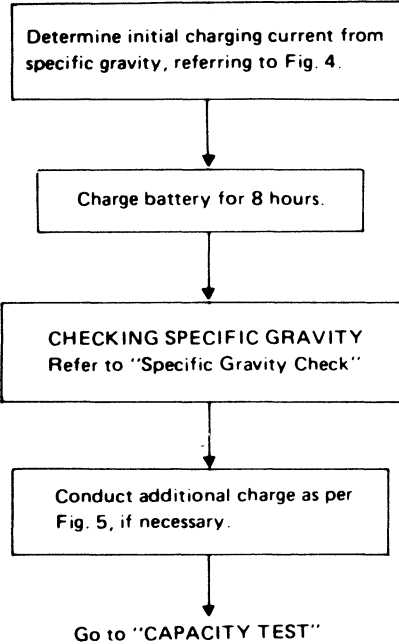 Determine initial charging current from
specific gravity, referring to Fig. 4.
Charge battery for 8 hours.
CHECKING SPECIFIC GRAVITY
Refer to "Specific Gravity Check"
Conduct additional charge as per
Fig. 5, if necessary.
Go to "CAPACITY TEST"